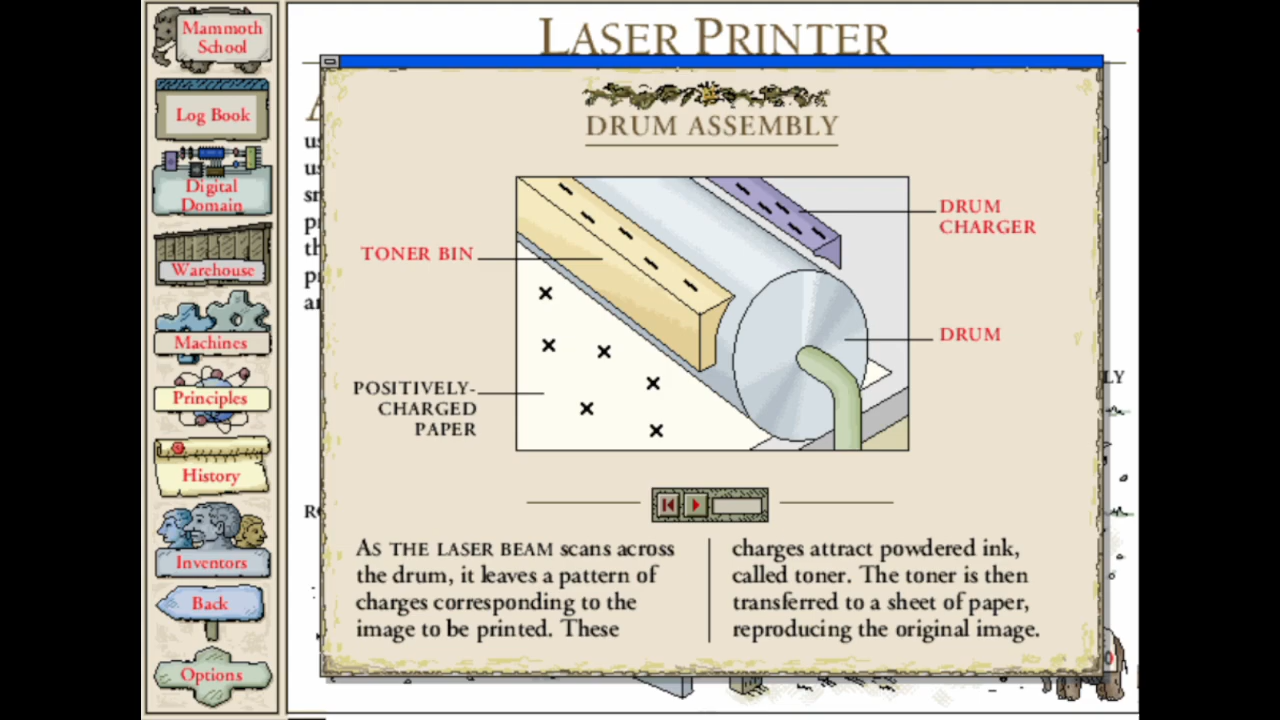 Mammoth
School
Log Book
Digital
Domain
Warehouse
Machines
Principles
History
Inventors
Back
Options
LASER PRINTER
DRUM ASSEMBLY
TONER BIN
POSITIVELY-
CHARGED
PAPER
DRUM
CHARGER
DRUM
AS THE LASER BEAM scans across
the drum, it leaves a pattern of
charges corresponding to the
image to be printed. These
charges attract powdered ink,
called toner. The toner is then
transferred to a sheet of paper,
reproducing the original image.